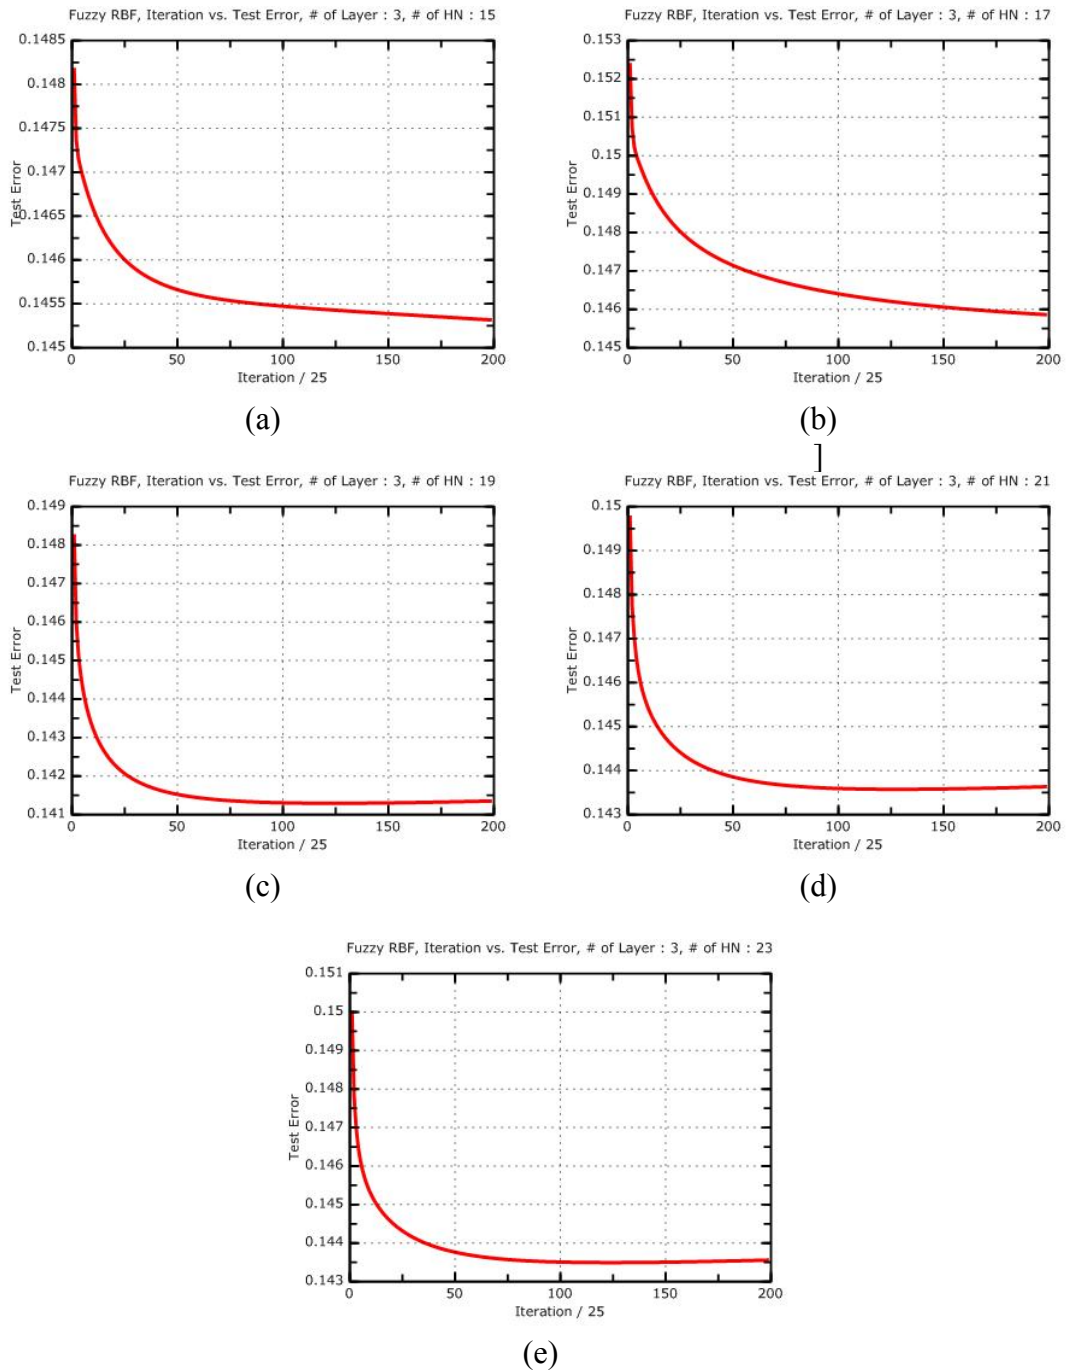 Fuzzy RBF, Iteration vs. Test Error, # of Layer : 3, # of HN : 15
0.1485
0.148
0.1475
0.147
0.1465
0.146
0.1455
0.145
Test Error
0 50 100 150 200
Iteration / 25
(a)
Fuzzy RBF, Iteration vs. Test Error, # of Layer : 3, # of HN : 17
0.153
0.152
0.151
0.15
0.149
0.148
0.147
0.146
0.145
Test Error
0 50 100 150 200
Iteration / 25
(b)
]
Fuzzy RBF, Iteration vs. Test Error, # of Layer : 3, # of HN : 19
0.149
0.148
0.147
0.146
0.145
0.144
0.143
0.142
0.141
Test Error
0 50 100 150 200
Iteration / 25
(c)
Fuzzy RBF, Iteration vs. Test Error, # of Layer : 3, # of HN : 21
0.15
0.149
0.148
0.147
0.146
0.145
0.144
0.143
Test Error
0 50 100 150 200
Iteration / 25
(d)
Fuzzy RBF, Iteration vs. Test Error, # of Layer : 3, # of HN : 23
0.151
0.15
0.149
0.148
0.147
0.146
0.145
0.144
0.143
Test Error
0 50 100 150 200
Iteration / 25
(e)